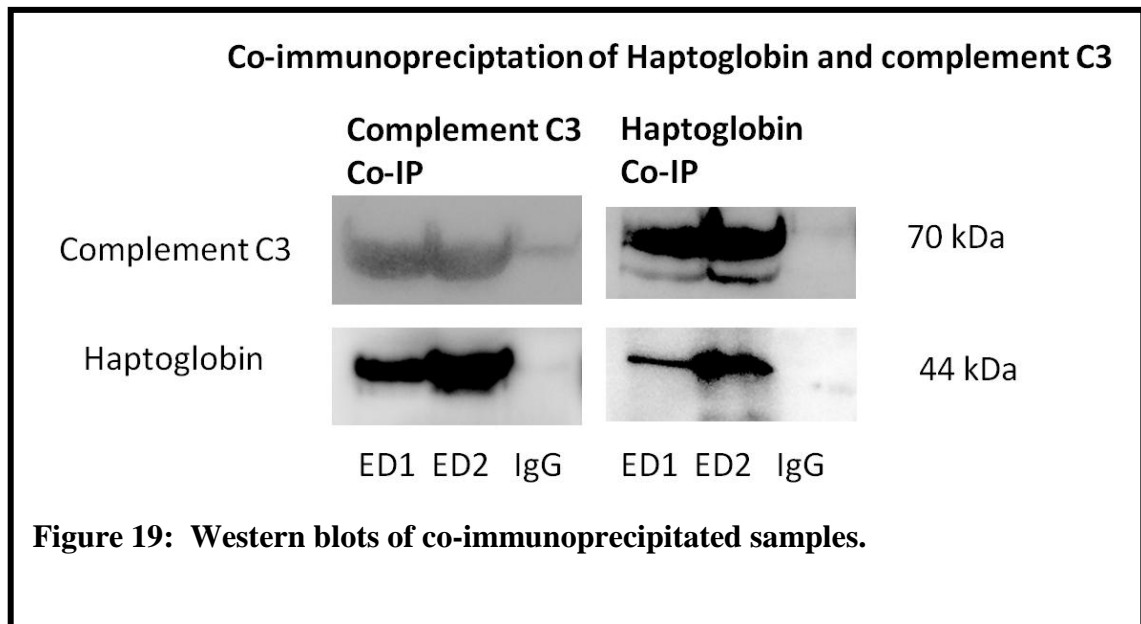 Co-immunopreciptation of Haptoglobin and complement C3
Complement C3
Co-IP
Haptoglobin
Co-IP
Complement C3
70 kDa
Haptoglobin
44 kDa
ED1 ED2 IgG
ED1 ED2 IgG
Figure 19: Western blots of co-immunoprecipitated samples.